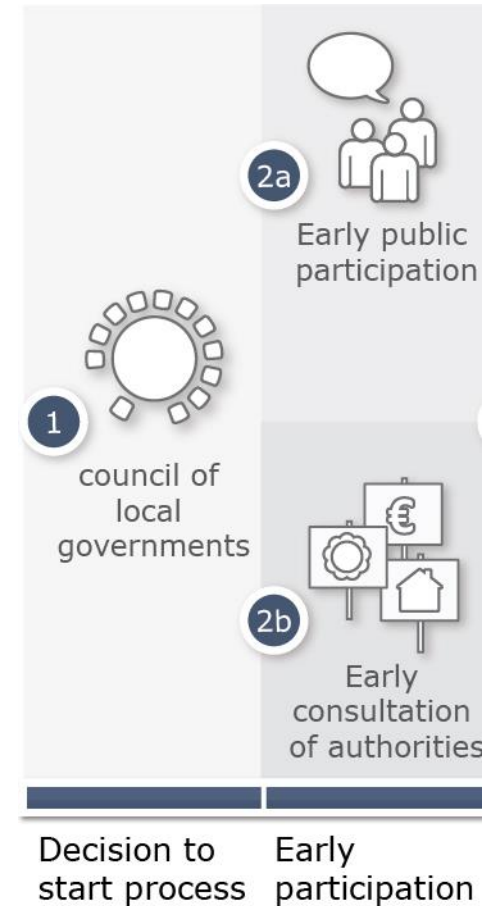 2a
Early public
participation
1
council of
local
governments
€
2b
Early
consultation
of authorities
Decision to
start process
Early
participation